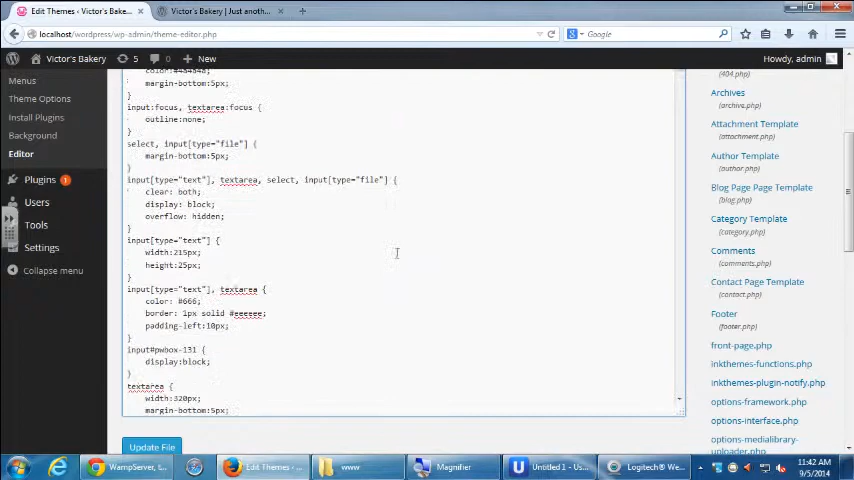 Edit Themes ‹ Victor's Bake...
Victor's Bakery | Just anoth...
localhost/wordpress/wp-admin/theme-editor.php
Google
Victor's Bakery
5
0
New
Howdy, admin
Menus
Theme Options
Install Plugins
Background
Editor
Plugins 1
Users
Tools
Settings
Collapse menu
color:#4a4a4a;
margin-bottom:5px;
}
input:focus, textarea:focus {
outline:none;
}
select, input[type="file"] {
margin-bottom:5px;
}
input[type="text"], textarea, select, input[type="file"] {
clear: both;
display: block;
overflow: hidden;
}
input[type="text"] {
width:215px;
height:25px;
}
input[type="text"], textarea {
color: #666;
border: 1px solid #eeeeee;
padding-left:10px;
}
input#pwbox-131 {
display:block;
}
textarea {
width:320px;
margin-bottom:5px;
Update File
(404.php)
Archives
(archive.php)
Attachment Template
(attachment.php)
Author Template
(author.php)
Blog Page Page Template
(blog.php)
Category Template
(category.php)
Comments
(comments.php)
Contact Page Template
(contact.php)
Footer
(footer.php)
front-page.php
inkthemes-functions.php
inkthemes-plugin-notify.php
options-framework.php
options-interface.php
options-medialibrary-
uploader.php
WampServer, t...
Edit Themes - ...
www
Magnifier
Untitled 1 - Us...
Logitech® We...
11:42 AM
9/5/2014